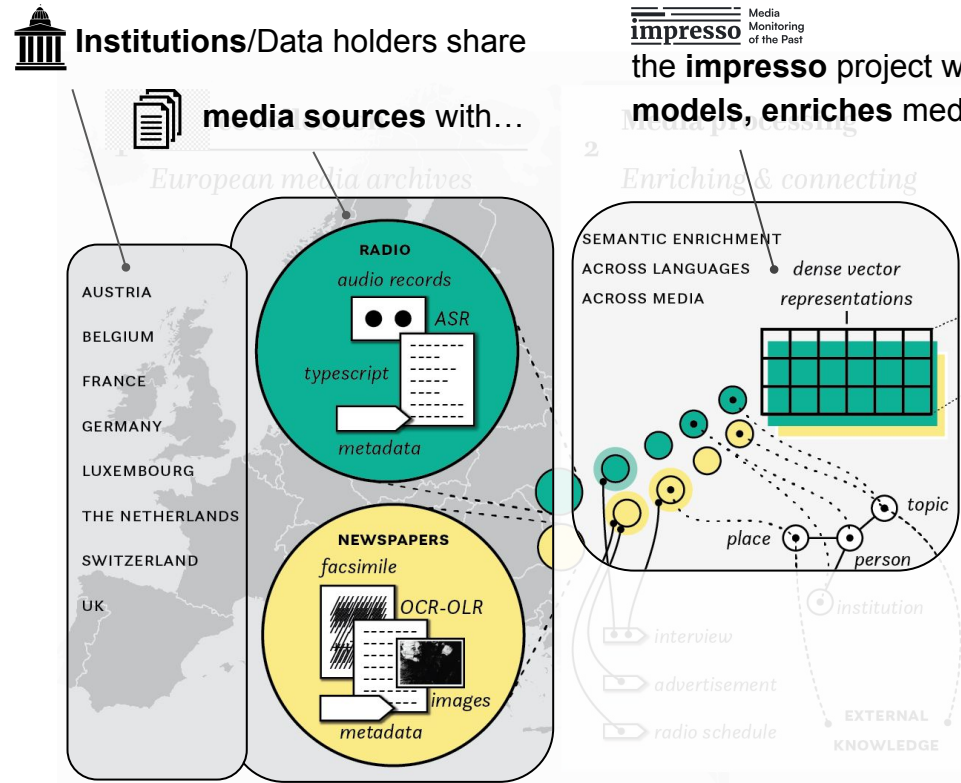 Institutions/Data holders share
media sources with…
European media archives
impresso
Media
Monitoring
of the Past
the impresso project w
models, enriches med
Media processing
2
Enriching & connecting
AUSTRIA
BELGIUM
FRANCE
GERMANY
LUXEMBOURG
THE NETHERLANDS
SWITZERLAND
UK
RADIO
audio records
ASR
typescript
metadata
NEWSPAPERS
facsimile
OCR-OLR
images
metadata
SEMANTIC ENRICHMENT
ACROSS LANGUAGES
ACROSS MEDIA
dense vector
representations
topic
place
person
institution
interview
advertisement
radio schedule
EXTERNAL
KNOWLEDGE